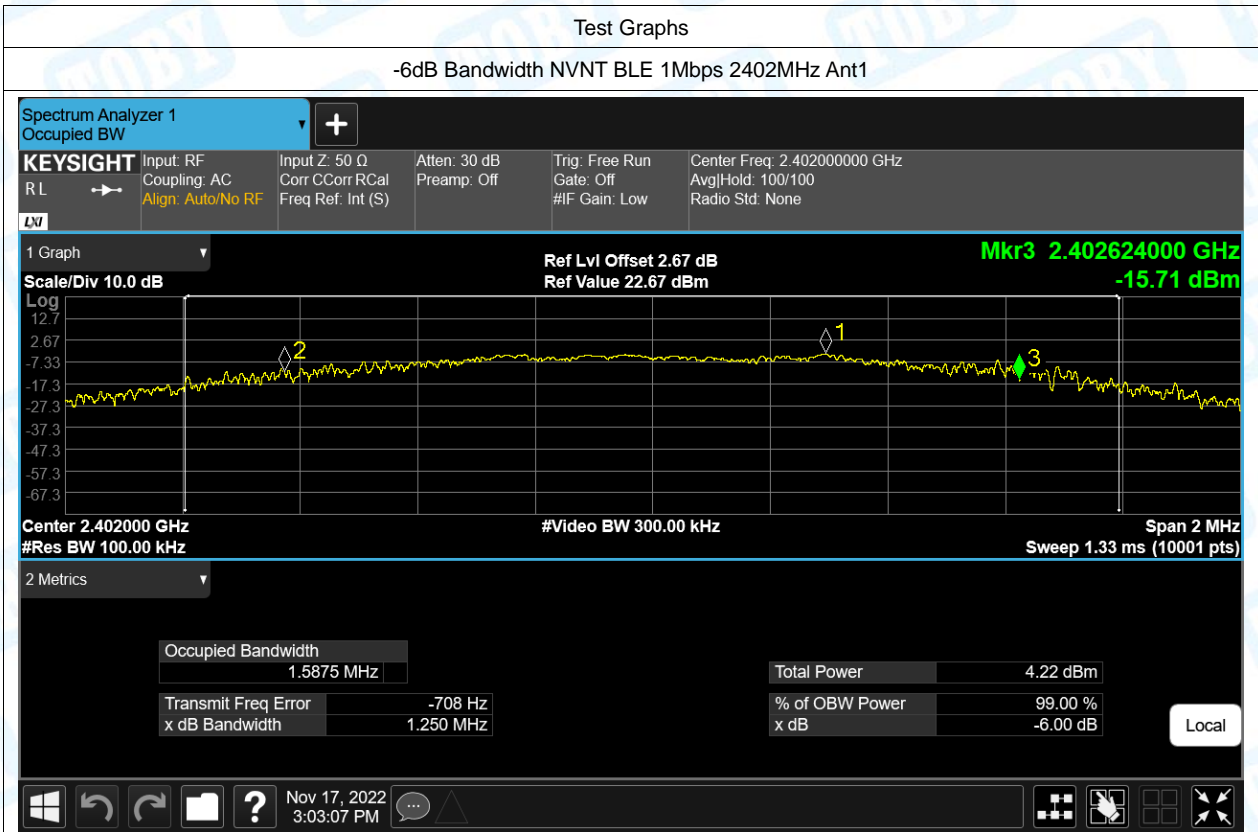 Test Graphs
-6dB Bandwidth NVNT BLE 1Mbps 2402MHz Ant1
Spectrum Analyzer 1
Occupied BW
+
KEYSIGHT
R L
LXI
Input: RF
Coupling: AC
Align: Auto/No RF
Input Z: 50 Ω
Corr CCorr RCal
Freq Ref: Int (S)
Atten: 30 dB
Preamp: Off
Trig: Free Run
Gate: Off
#IF Gain: Low
Center Freq: 2.402000000 GHz
Avg|Hold: 100/100
Radio Std: None
1 Graph
Scale/Div 10.0 dB
Ref Lvl Offset 2.67 dB
Ref Value 22.67 dBm
Mkr3 2.402624000 GHz
-15.71 dBm
Log
12.7
2.67
-7.33
-17.3
-27.3
-37.3
-47.3
-57.3
-67.3
2
1
3
Center 2.402000 GHz
#Video BW 300.00 kHz
Span 2 MHz
#Res BW 100.00 kHz
Sweep 1.33 ms (10001 pts)
2 Metrics
Occupied Bandwidth
1.5875 MHz
Total Power 4.22 dBm
Transmit Freq Error -708 Hz
% of OBW Power 99.00 %
x dB Bandwidth 1.250 MHz
x dB -6.00 dB
Local
?
Nov 17, 2022
3:03:07 PM
TOBY